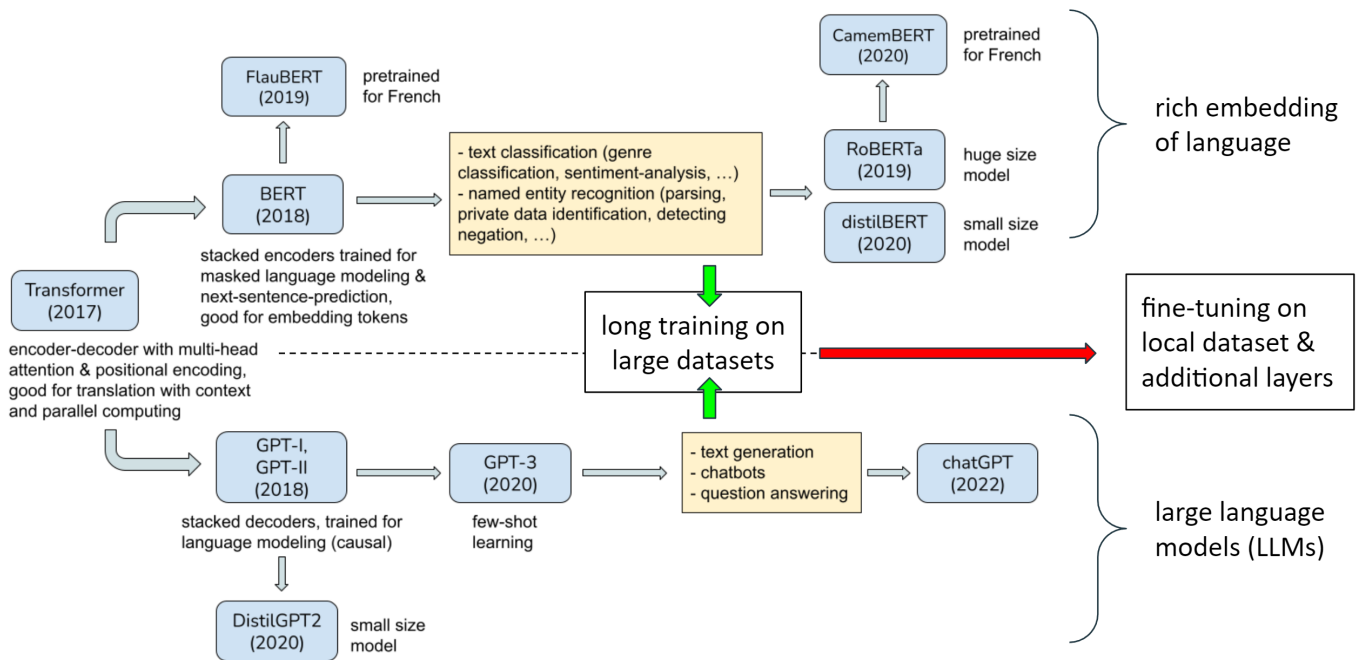 CamemBERT
(2020)
pretrained
for French
FlauBERT
(2019)
pretrained
for French
rich embedding
of language
- text classification (genre
classification, sentiment-analysis, …)
- named entity recognition (parsing,
private data identification, detecting
negation, …)
RoBERTa
(2019)
huge size
model
BERT
(2018)
distilBERT
(2020)
small size
model
stacked encoders trained for
masked language modeling &
next-sentence-prediction,
good for embedding tokens
Transformer
(2017)
encoder-decoder with multi-head
attention & positional encoding,
good for translation with context
and parallel computing
long training on
large datasets
fine-tuning on
local dataset &
additional layers
GPT-I,
GPT-II
(2018)
stacked decoders, trained for
language modeling (causal)
GPT-3
(2020)
few-shot
learning
- text generation
- chatbots
- question answering
chatGPT
(2022)
large language
models (LLMs)
DistilGPT2
(2020)
small size
model